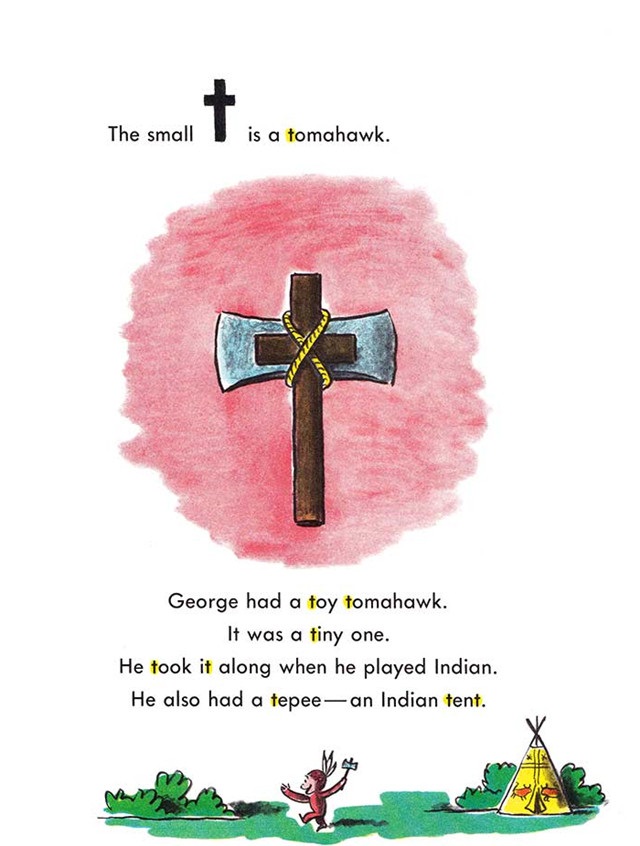 The small t is a tomahawk.
George had a toy tomahawk.
It was a tiny one.
He took it along when he played Indian.
He also had a tepee—an Indian tent.